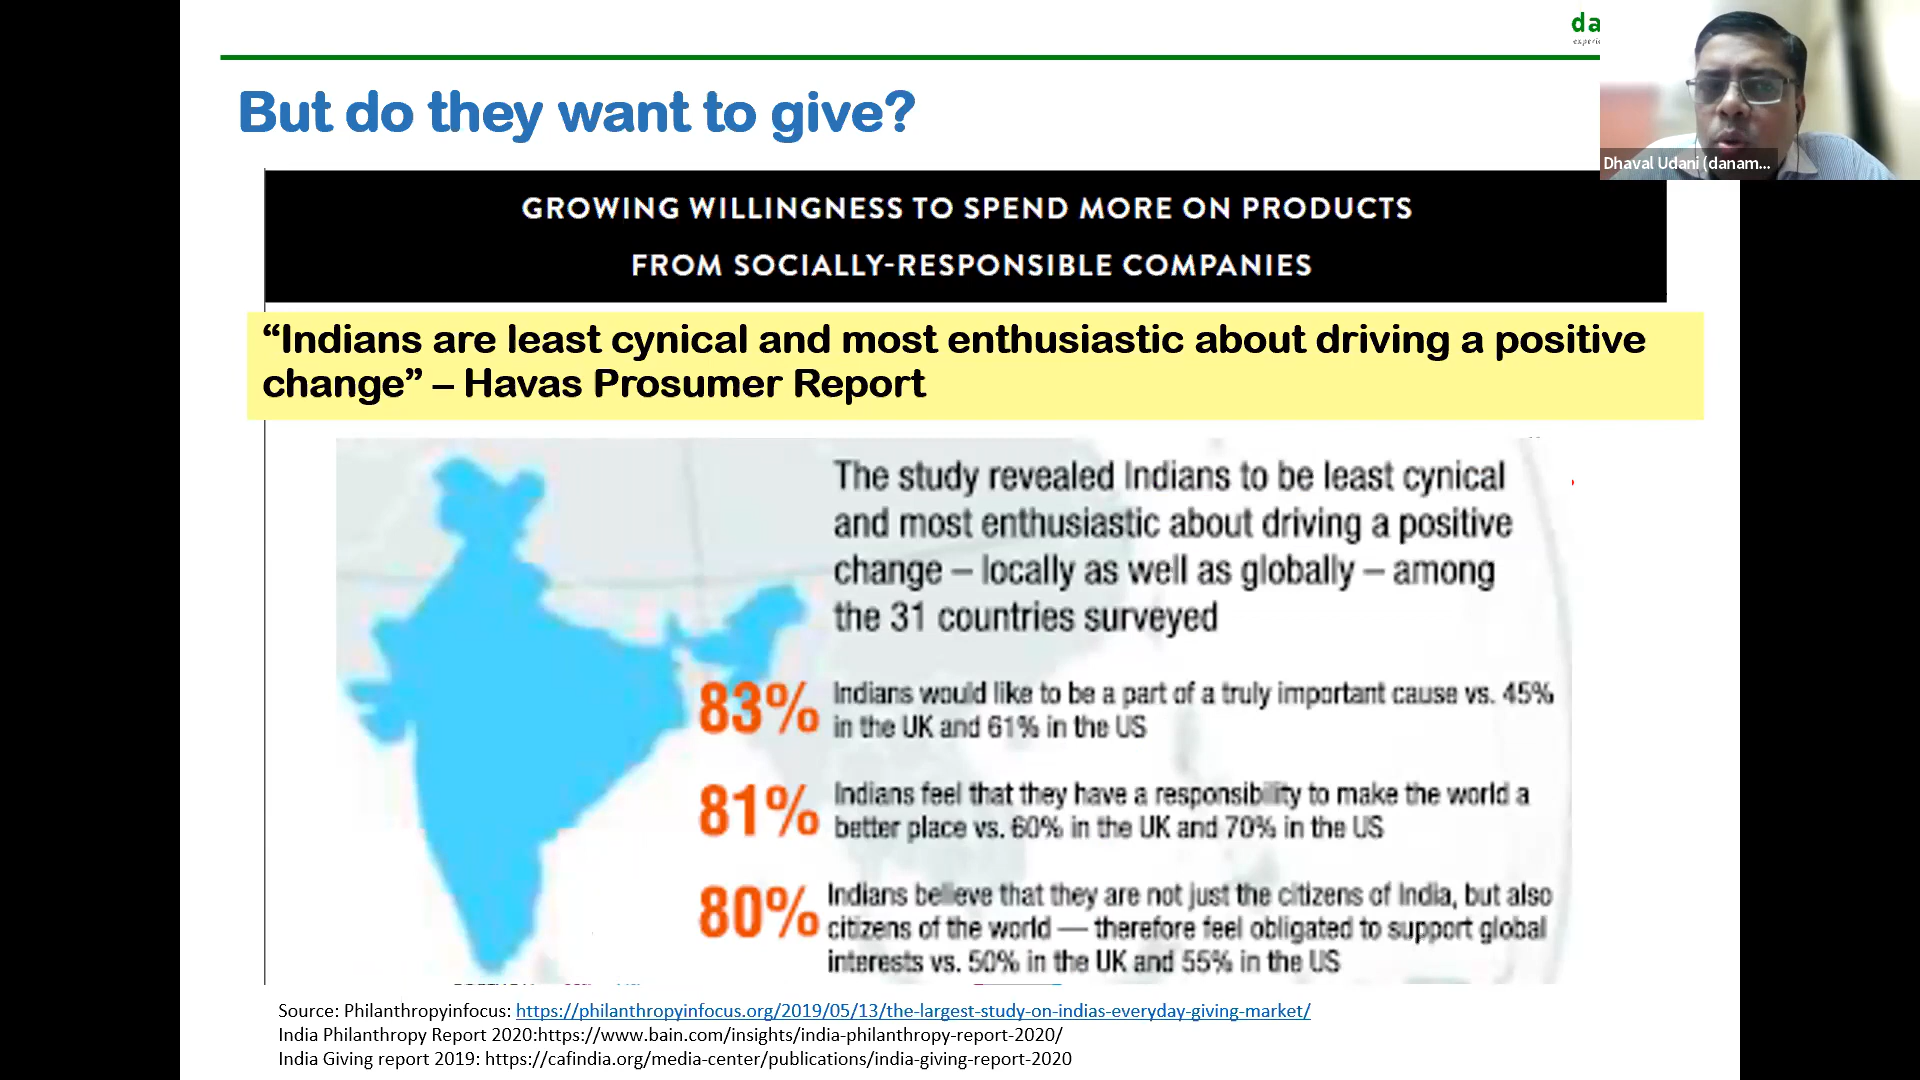 da
But do they want to give?
Dhaval Udani (danam...
GROWING WILLINGNESS TO SPEND MORE ON PRODUCTS
FROM SOCIALLY-RESPONSIBLE COMPANIES
“Indians are least cynical and most enthusiastic about driving a positive
change” – Havas Prosumer Report
The study revealed Indians to be least cynical
and most enthusiastic about driving a positive
change – locally as well as globally – among
the 31 countries surveyed
83% Indians would like to be a part of a truly important cause vs. 45%
in the UK and 61% in the US
81% Indians feel that they have a responsibility to make the world a
better place vs. 60% in the UK and 70% in the US
80% Indians believe that they are not just the citizens of India, but also
citizens of the world — therefore feel obligated to support global
interests vs. 50% in the UK and 55% in the US
Source: Philanthropyinfocus: https://philanthropyinfocus.org/2019/05/13/the-largest-study-on-indias-everyday-giving-market/
India Philanthropy Report 2020:https://www.bain.com/insights/india-philanthropy-report-2020/
India Giving report 2019: https://cafindia.org/media-center/publications/india-giving-report-2020